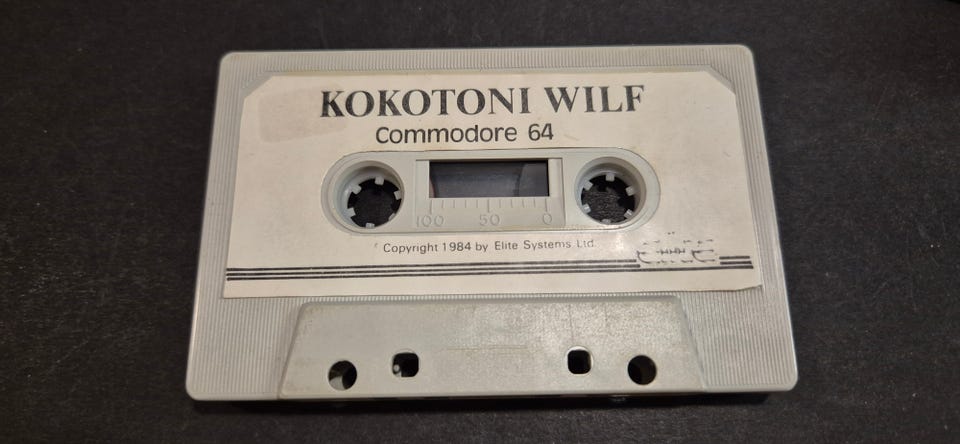 KOKOTONI WILF
Commodore 64
100 50 0
Copyright 1984 by Elite Systems Ltd.